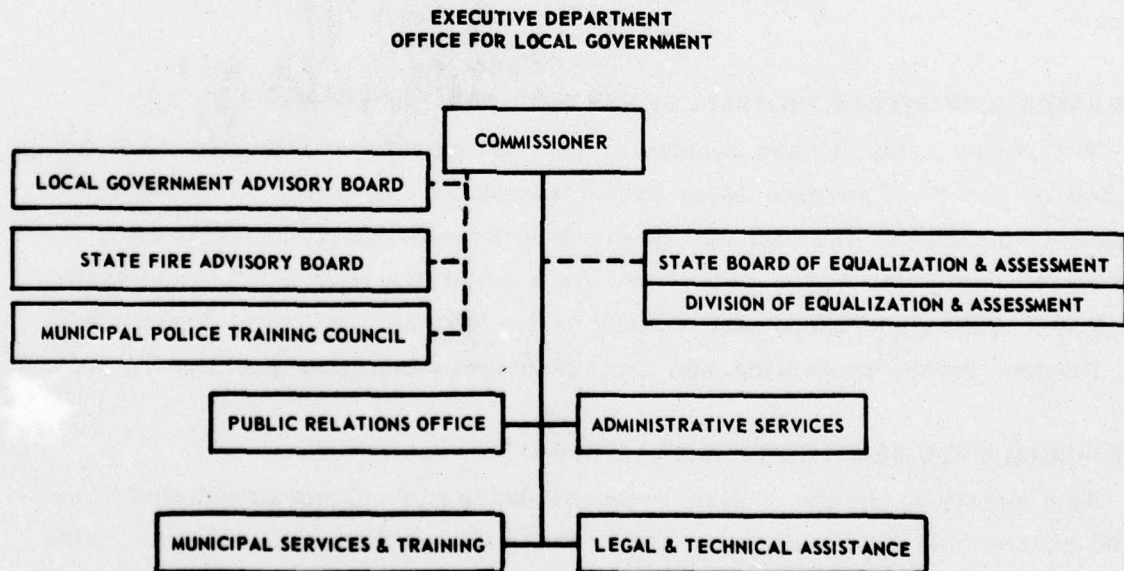 EXECUTIVE DEPARTMENT
OFFICE FOR LOCAL GOVERNMENT
COMMISSIONER
LOCAL GOVERNMENT ADVISORY BOARD
STATE FIRE ADVISORY BOARD
STATE BOARD OF EQUALIZATION & ASSESSMENT
DIVISION OF EQUALIZATION & ASSESSMENT
MUNICIPAL POLICE TRAINING COUNCIL
PUBLIC RELATIONS OFFICE
ADMINISTRATIVE SERVICES
MUNICIPAL SERVICES & TRAINING
LEGAL & TECHNICAL ASSISTANCE